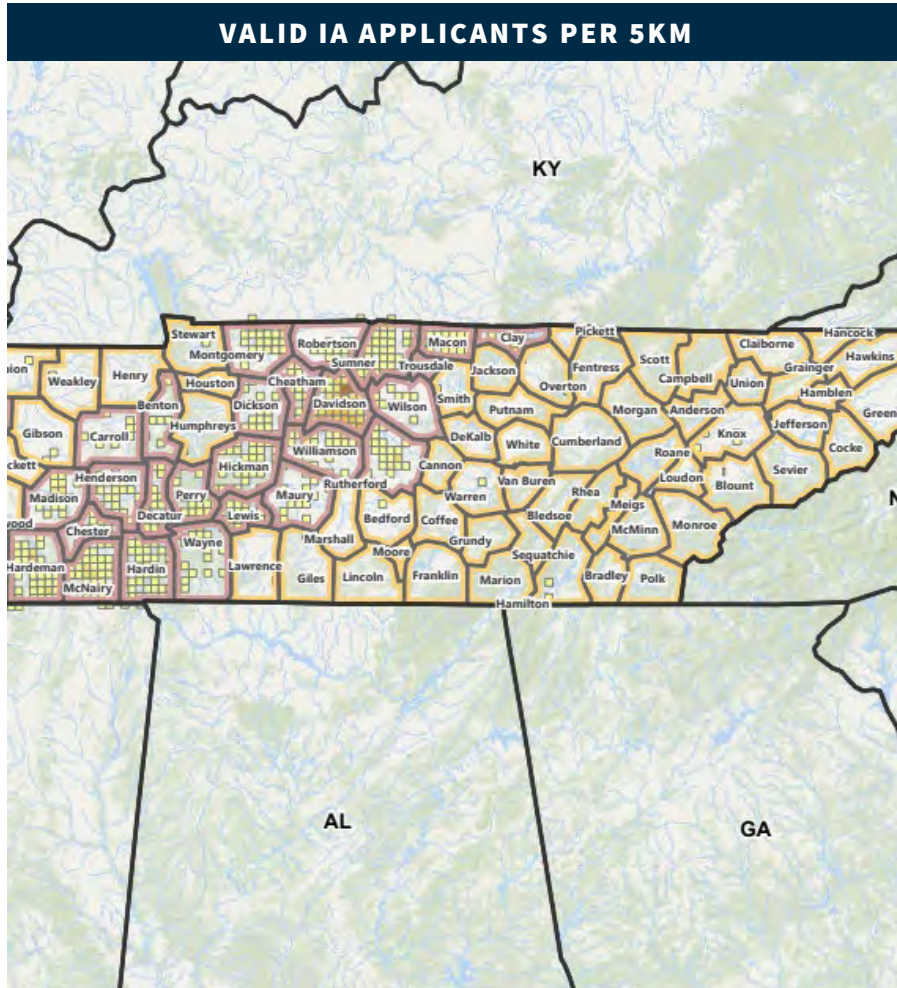 VALID IA APPLICANTS PER 5KM
KY
Stewart
Montgomery
Robertson
Sumner
Trousdale
Macon
Clay
Pickett
Scott
Claiborne
Hancock
Hawkins
Weakley
Henry
Houston
Cheatham
Jackson
Overton
Fentress
Campbell
Union
Grainger
Hamblen
Benton
Dickson
Davidson
Wilson
Smith
Putnam
Morgan
Anderson
Gibson
Carroll
Humphreys
DeKalb
White
Cumberland
Knox
Jefferson
Cocke
Williamson
Roane
Loudon
Blount
Sevier
Henderson
Hickman
Rutherford
Cannon
Van Buren
Rhea
Madison
Perry
Maury
Warren
Meigs
Decatur
Lewis
Bedford
Coffee
Bledsoe
McMinn
Monroe
Chester
Wayne
Marshall
Moore
Grundy
Sequatchie
Hardeman
McNairy
Hardin
Lawrence
Giles
Lincoln
Franklin
Marion
Hamilton
Bradley
Polk
AL
GA